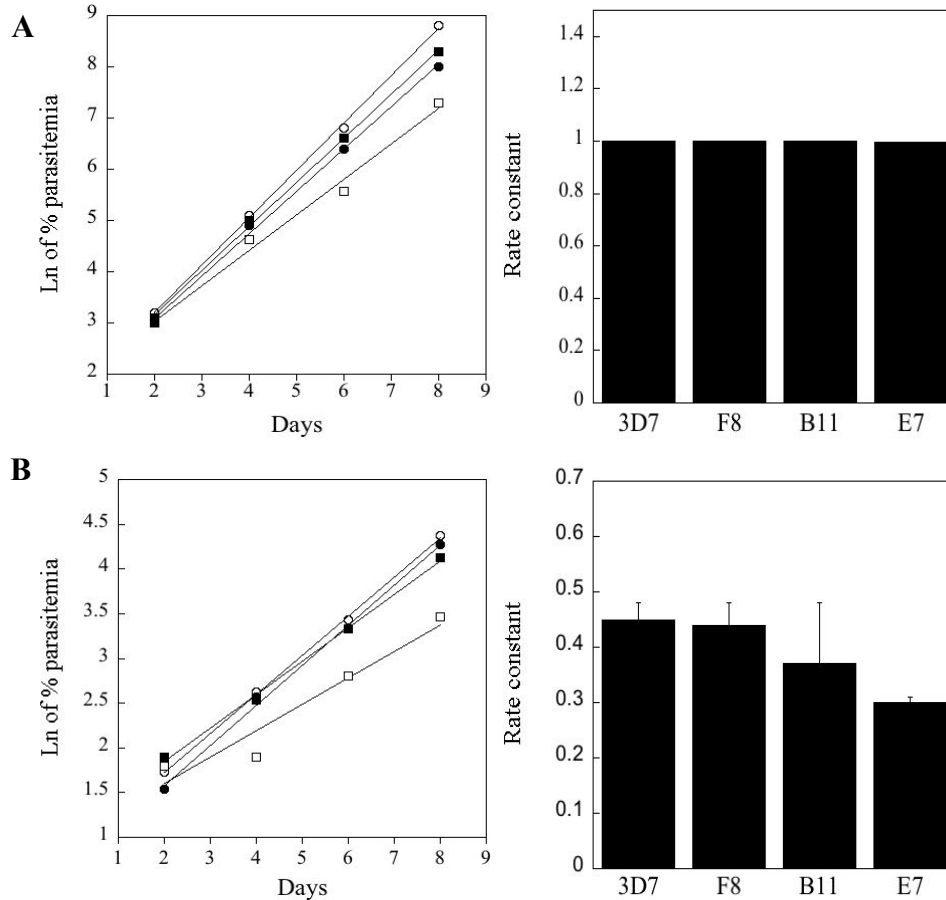 A
Ln of % parasitemia
9
8
7
6
5
4
3
2
1 2 3 4 5 6 7 8 9
Days
Rate constant
1.4
1.2
1
0.8
0.6
0.4
0.2
0
3D7 F8 B11 E7
B
Ln of % parasitemia
5
4.5
4
3.5
3
2.5
2
1.5
1
1 2 3 4 5 6 7 8 9
Days
Rate constant
0.7
0.6
0.5
0.4
0.3
0.2
0.1
0
3D7 F8 B11 E7